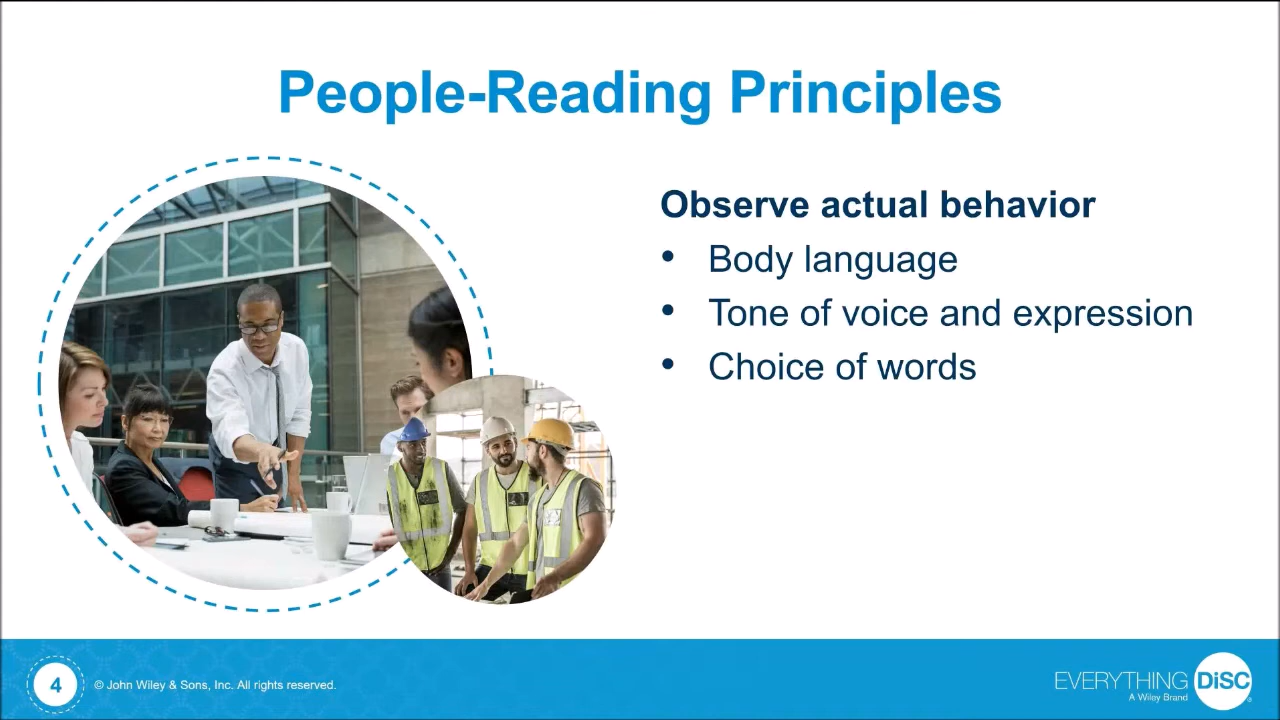 People-Reading Principles
Observe actual behavior
• Body language
• Tone of voice and expression
• Choice of words
4
© John Wiley & Sons, Inc. All rights reserved.
EVERYTHING DiSC®
A Wiley Brand